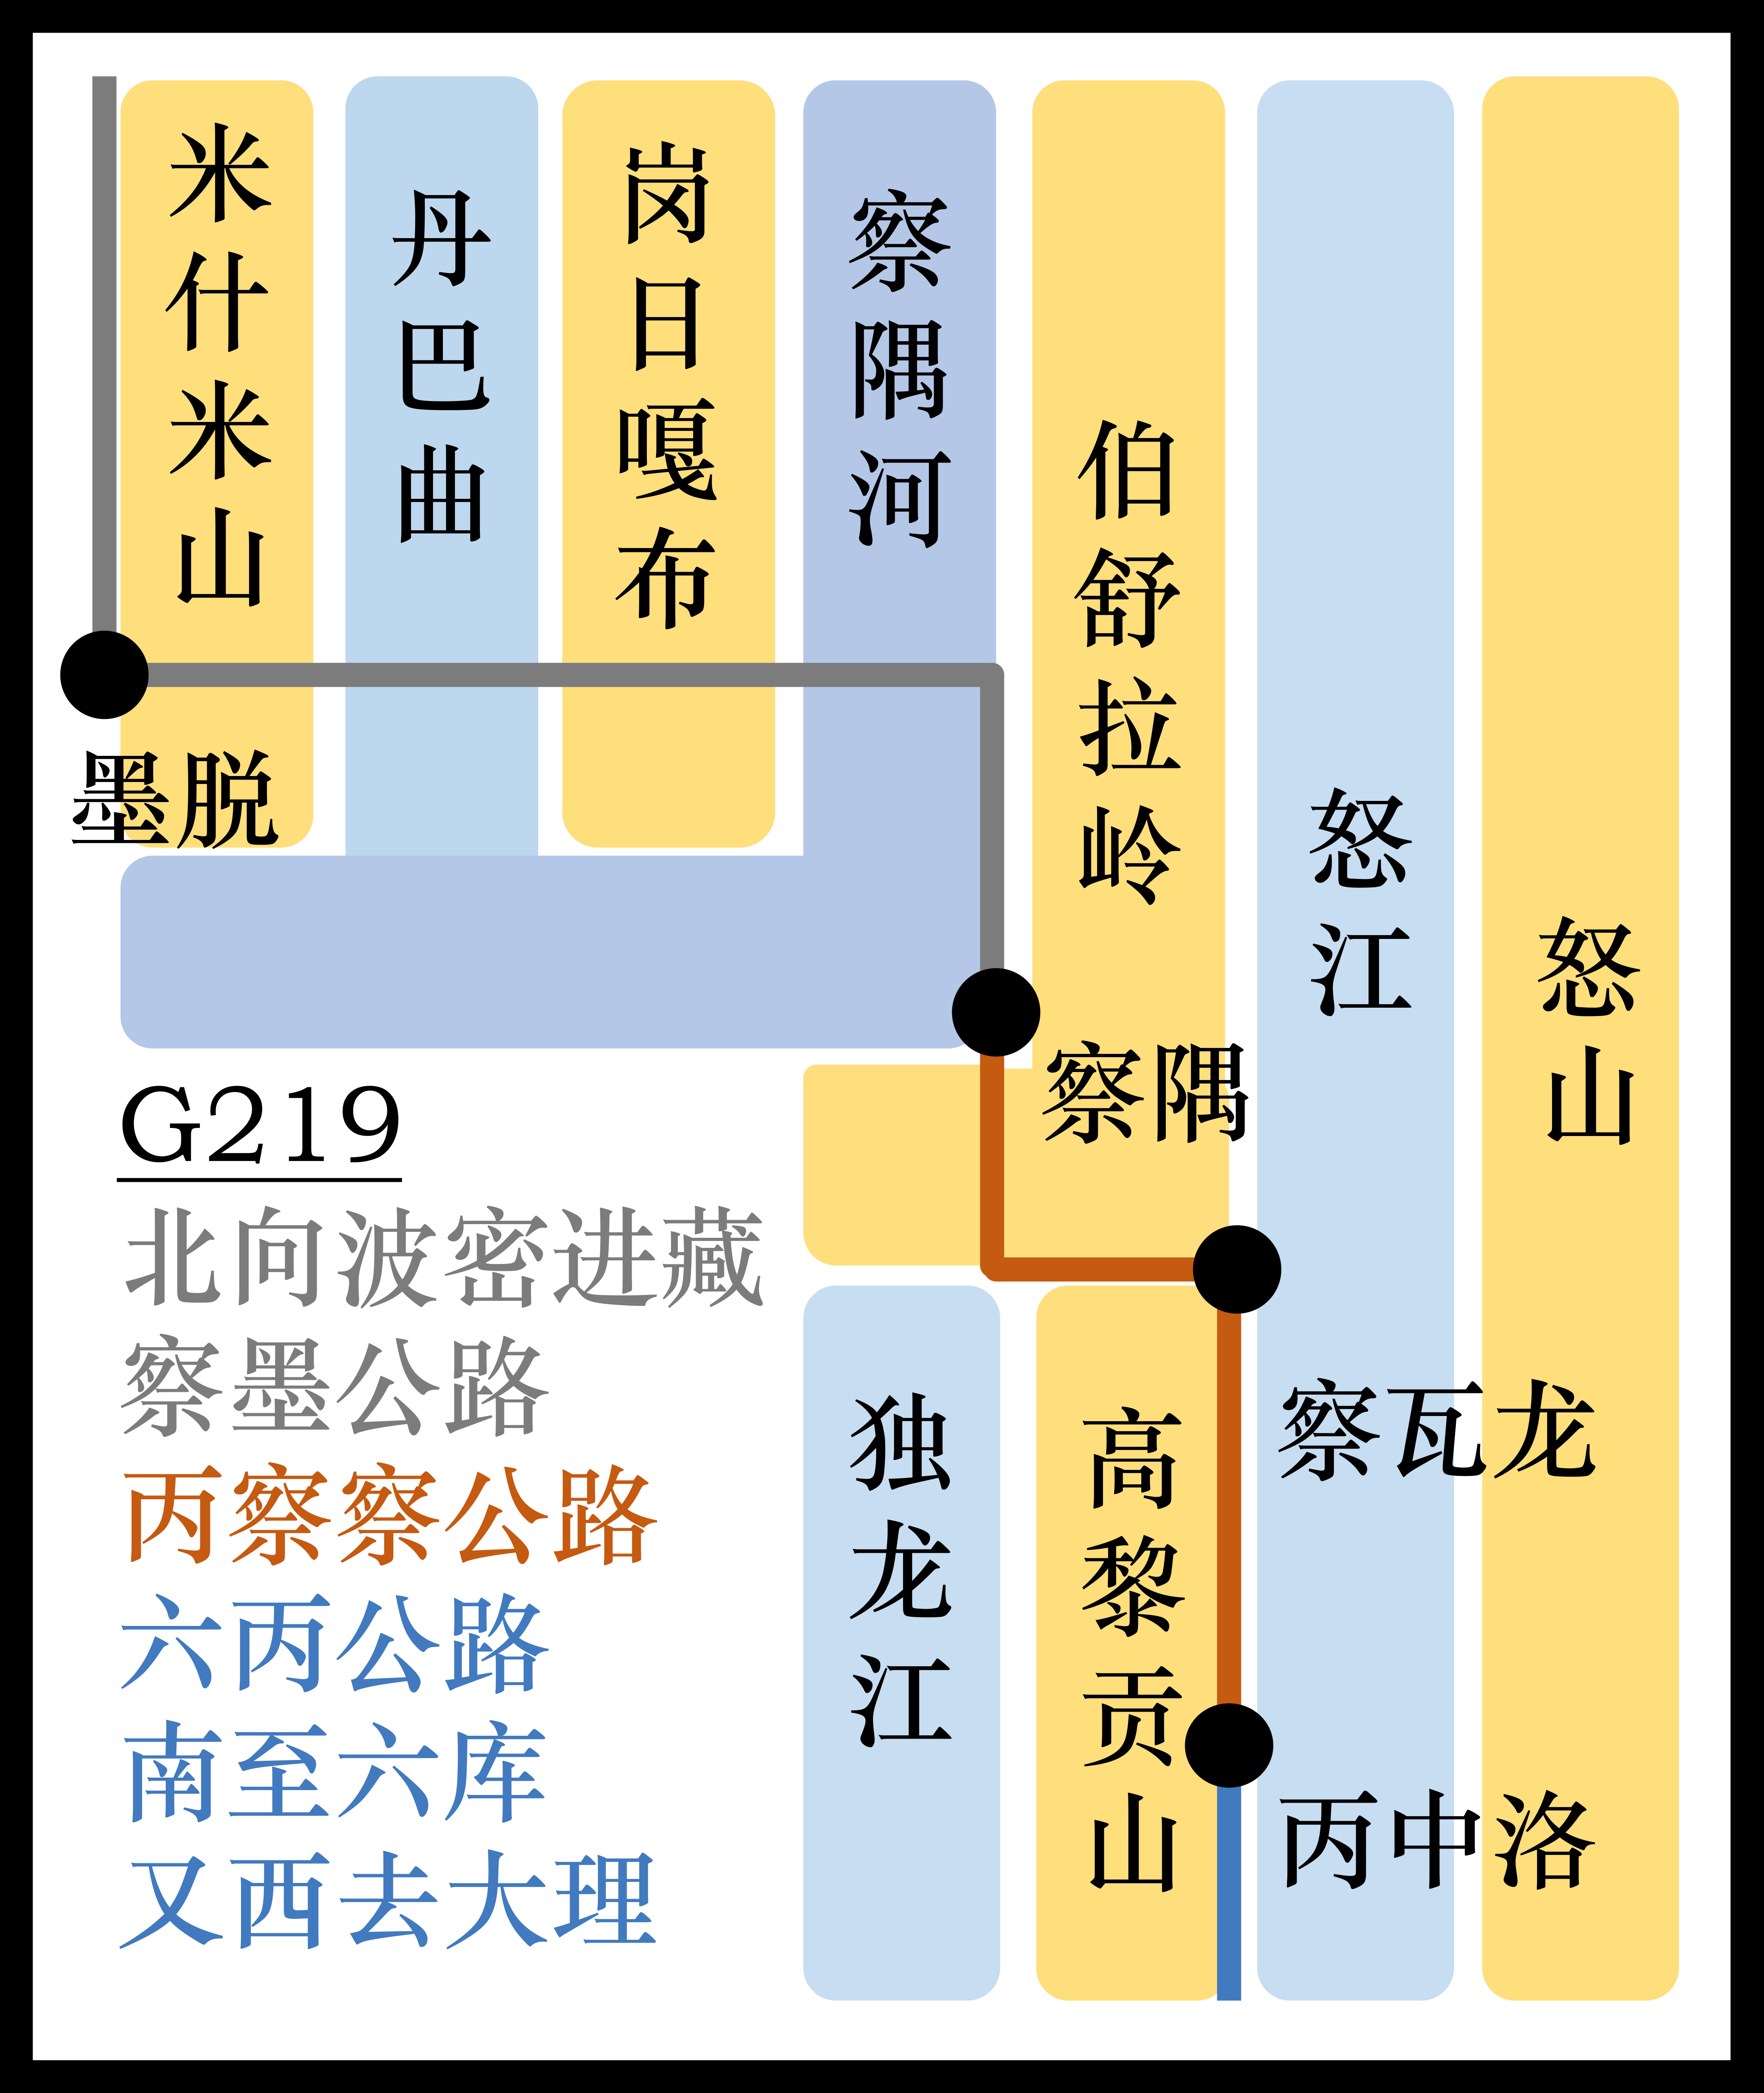 米什米山
丹巴曲
岗日嘎布
察隅河
伯舒拉岭
怒江
怒山
墨脱
察隅
G219
北向波密进藏
察墨公路
丙察察公路
六丙公路
南至六库
又西去大理
独龙江
高黎贡山
察瓦龙
丙中洛